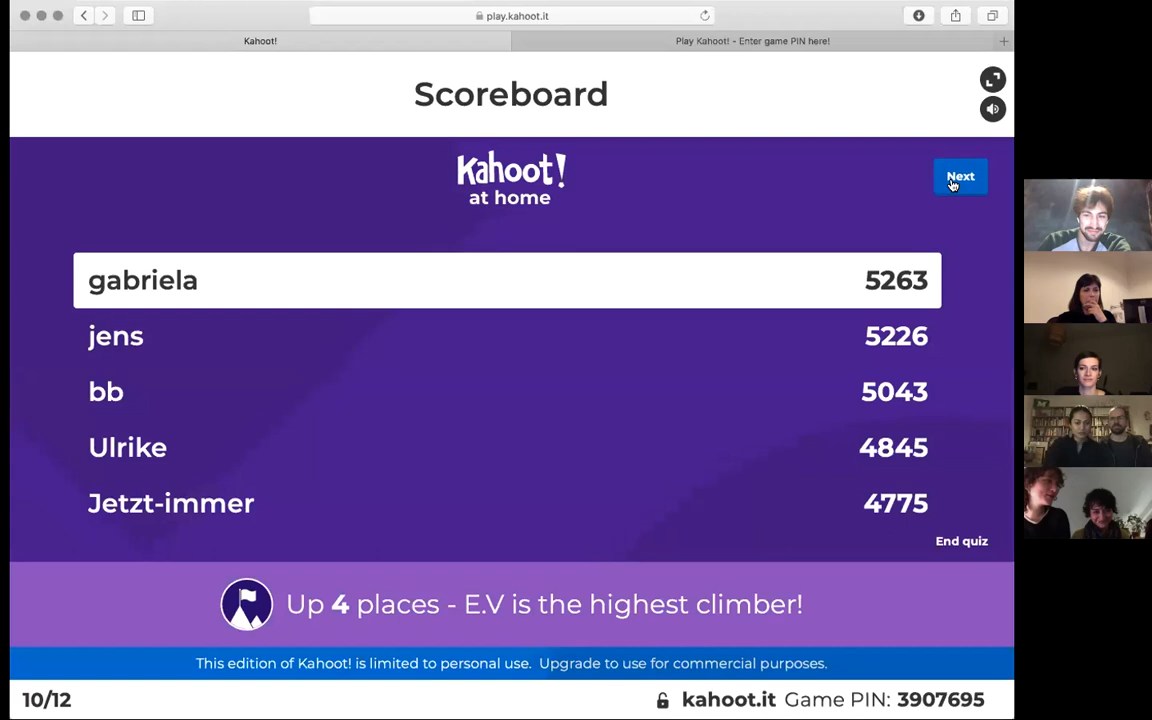 play.kahoot.it
Kahoot!
Play Kahoot! - Enter game PIN here!
Scoreboard
Kahoot!
at home
Next
gabriela 5263
jens 5226
bb 5043
Ulrike 4845
Jetzt-immer 4775
End quiz
Up 4 places - E.V is the highest climber!
This edition of Kahoot! is limited to personal use. Upgrade to use for commercial purposes.
10/12
kahoot.it Game PIN: 3907695